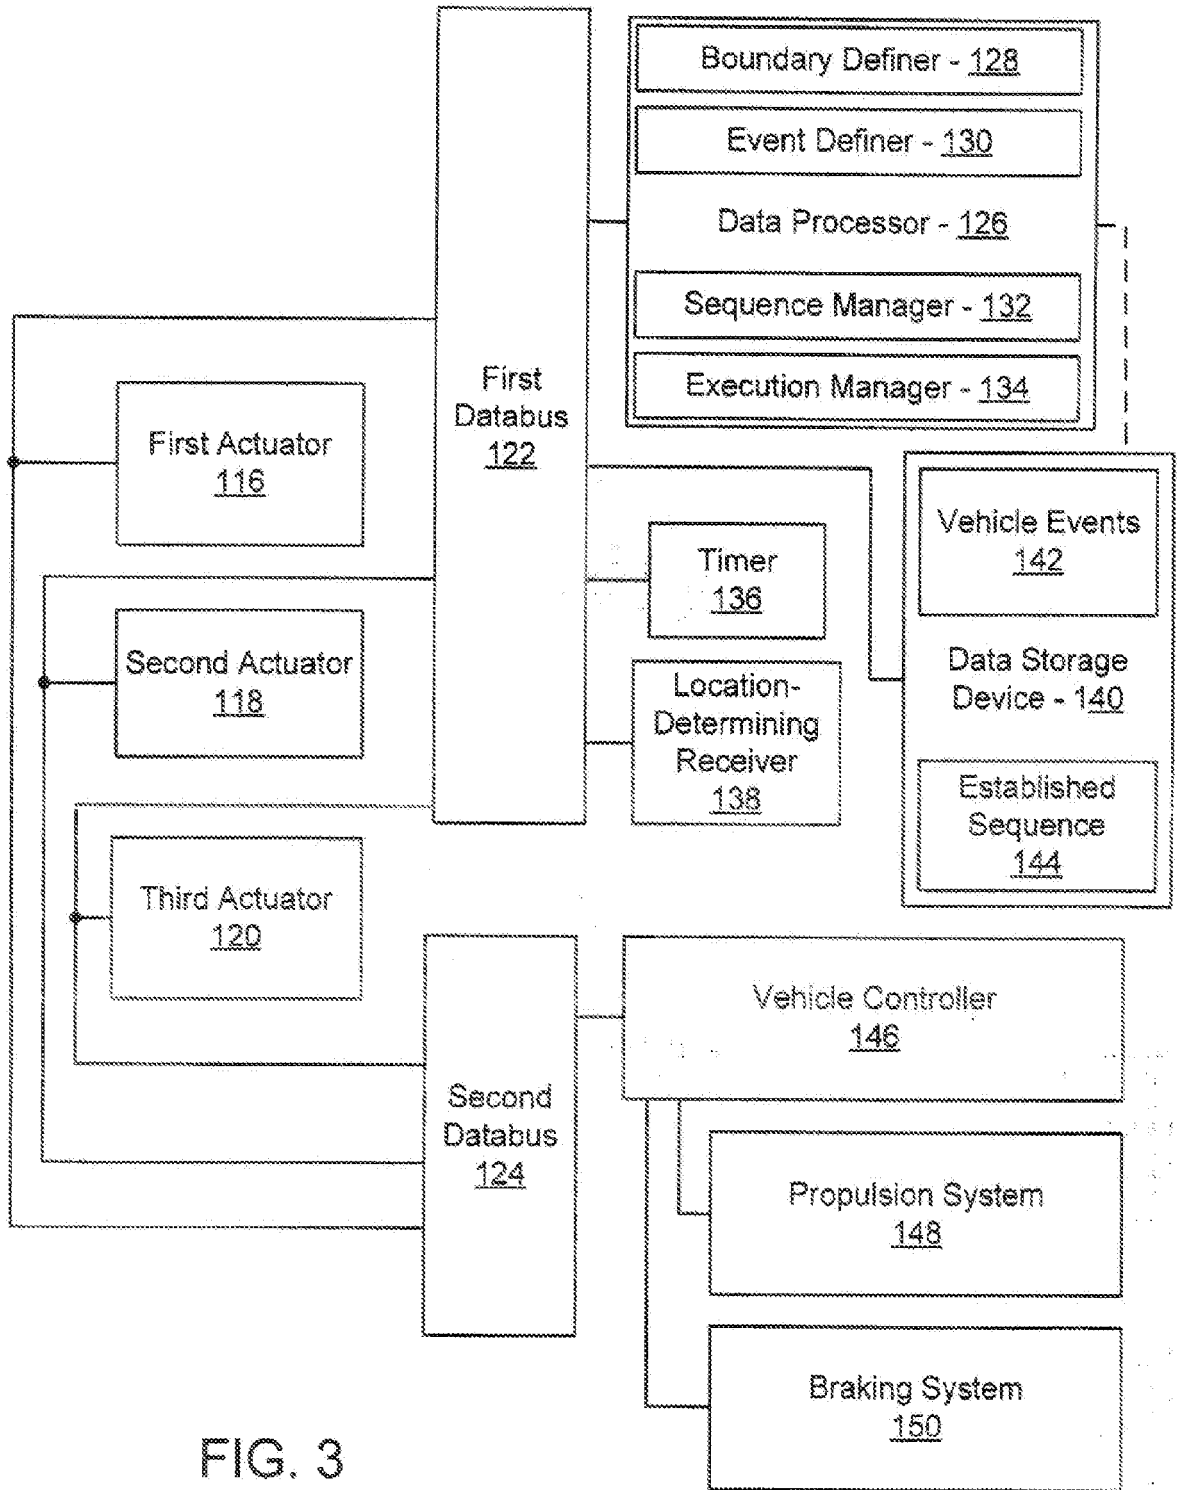 Boundary Definer - 128
Event Definer - 130
Data Processor - 126
Sequence Manager - 132
Execution Manager - 134
First
Databus
122
First Actuator
116
Second Actuator
118
Third Actuator
120
Timer
136
Location-
Determining
Receiver
138
Vehicle Events
142
Data Storage
Device - 140
Established
Sequence
144
Second
Databus
124
Vehicle Controller
146
Propulsion System
148
Braking System
150
FIG. 3